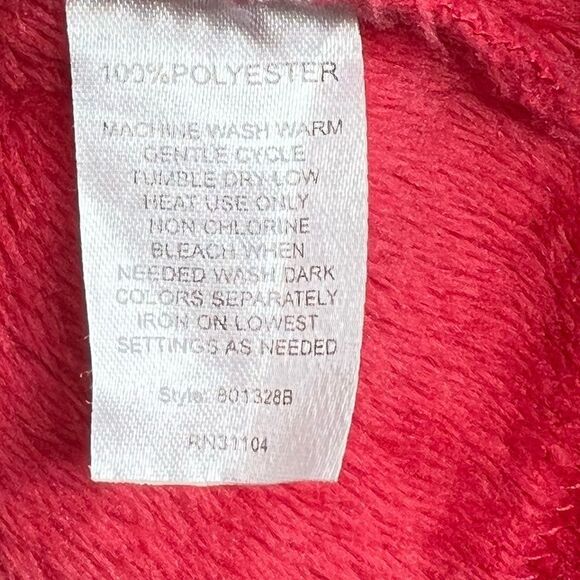 100% POLYESTER
MACHINE WASH WARM
GENTLE CYCLE
TUMBLE DRY LOW
HEAT USE ONLY
NON CHLORINE
BLEACH WHEN
NEEDED WASH DARK
COLORS SEPARATELY
IRON ON LOWEST
SETTINGS AS NEEDED
Style: 801328B
RN31104